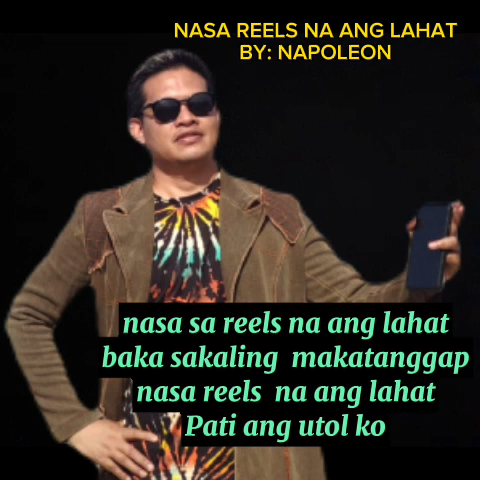 NASA REELS NA ANG LAHAT
BY: NAPOLEON
nasa sa reels na ang lahat
baka sakaling makatanggap
nasa reels na ang lahat
Pati ang utol ko